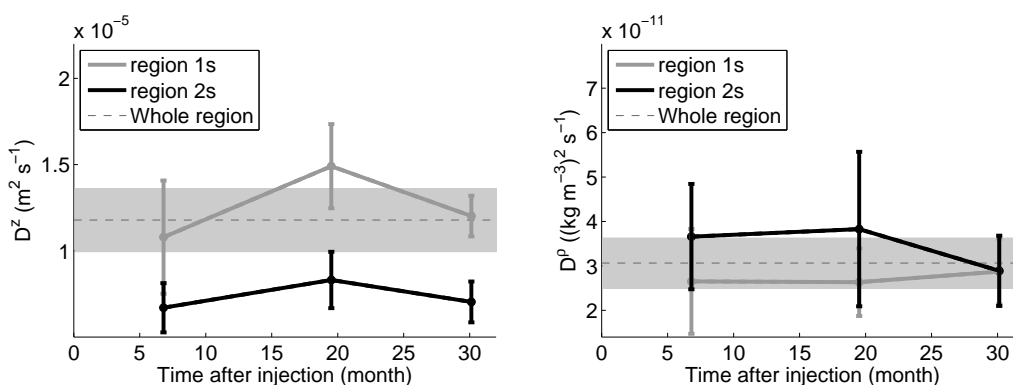 x 10⁻⁵
2
1.5
1
D^z (m² s⁻¹)
region 1s
region 2s
Whole region
0 5 10 15 20 25 30
Time after injection (month)
x 10⁻¹¹
7
6
5
4
3
2
D^ρ ((kg m⁻³)² s⁻¹)
region 1s
region 2s
Whole region
0 5 10 15 20 25 30
Time after injection (month)